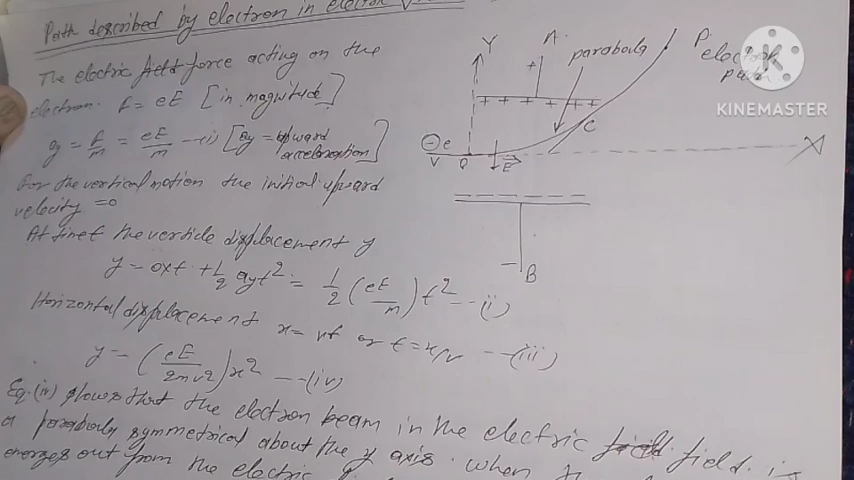 Path described by electron in electric
The electric field force acting on the
electron. F = eE [in magnitude]
ay = F/m = eE/m --(i) [ay = upward acceleration]
For the vertical motion the initial upward
velocity = 0
At time t the verticle displacement y
y = 0xt + 1/2 ayt² = 1/2 (eE/m) t² --(i)
Horizontal displacement x = vt or t = x/v --(iii)
y = (eE/2mv2) x² ---(iv)
Eq. (iv) shows that the electron beam in the electric field is
a parabola symmetrical about the y axis. when
emerges out from the electric
Y
A
parabola
P.
electron
path
+
+ + + + + +
C
- e
V
O
E
X
-
B
KINEMASTER